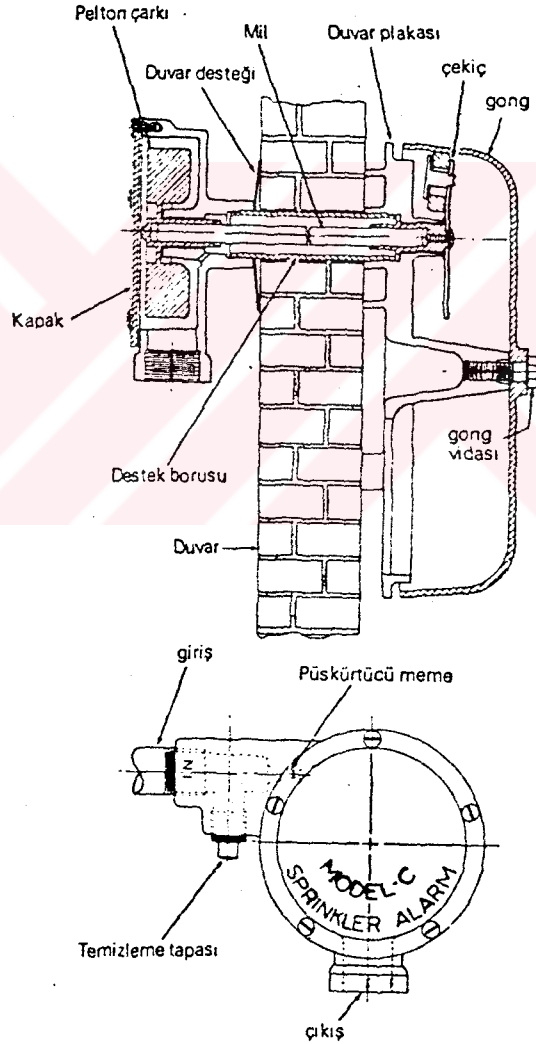 Pelton çarkı
Mil
Duvar plakası
Duvar desteği
çekiç
gong
Kapak
gong
vidası
Destek borusu
Duvar
giriş
Püskürtücü meme
IN
MODEL-C
SPRINKLER ALARM
Temizleme tapası
çıkış